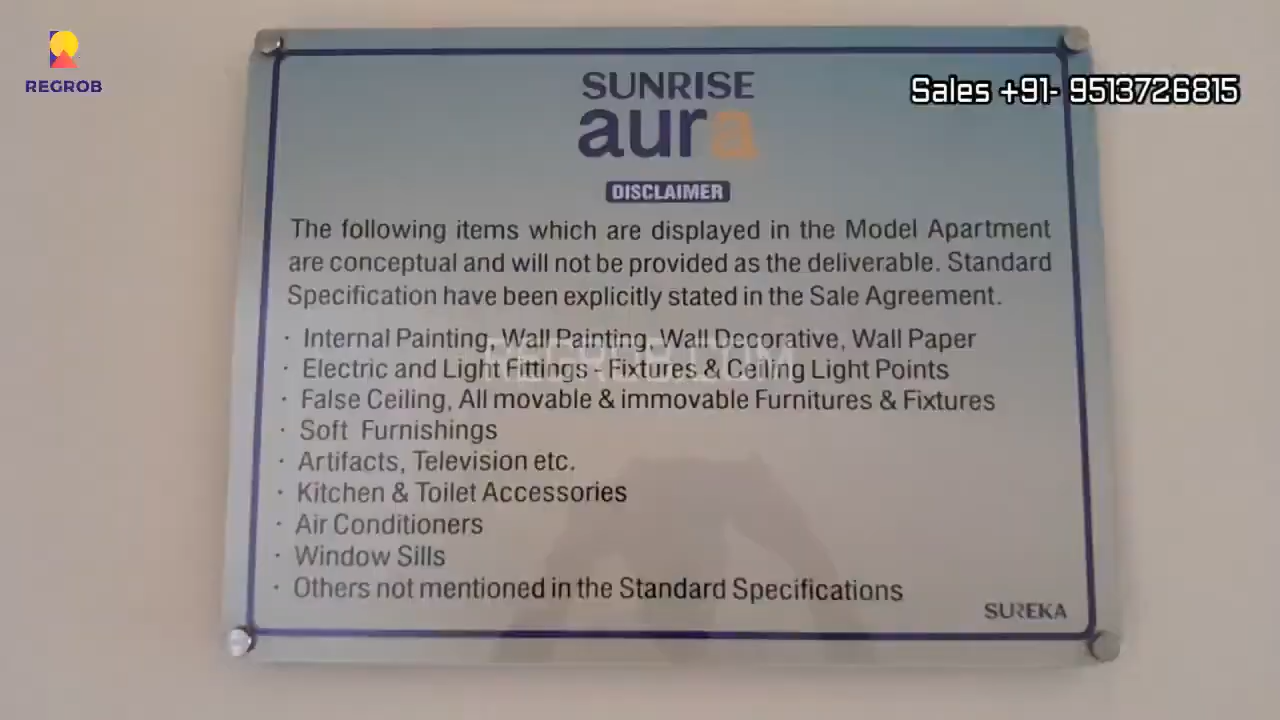 REGROB
Sales +91- 9513726815
SUNRISE
aura
DISCLAIMER
The following items which are displayed in the Model Apartment
are conceptual and will not be provided as the deliverable. Standard
Specification have been explicitly stated in the Sale Agreement.
· Internal Painting, Wall Painting, Wall Decorative, Wall Paper
· Electric and Light Fittings - Fixtures & Ceiling Light Points
· False Ceiling, All movable & immovable Furnitures & Fixtures
· Soft Furnishings
· Artifacts, Television etc.
· Kitchen & Toilet Accessories
· Air Conditioners
· Window Sills
· Others not mentioned in the Standard Specifications
SUREKA
REGROB.COM